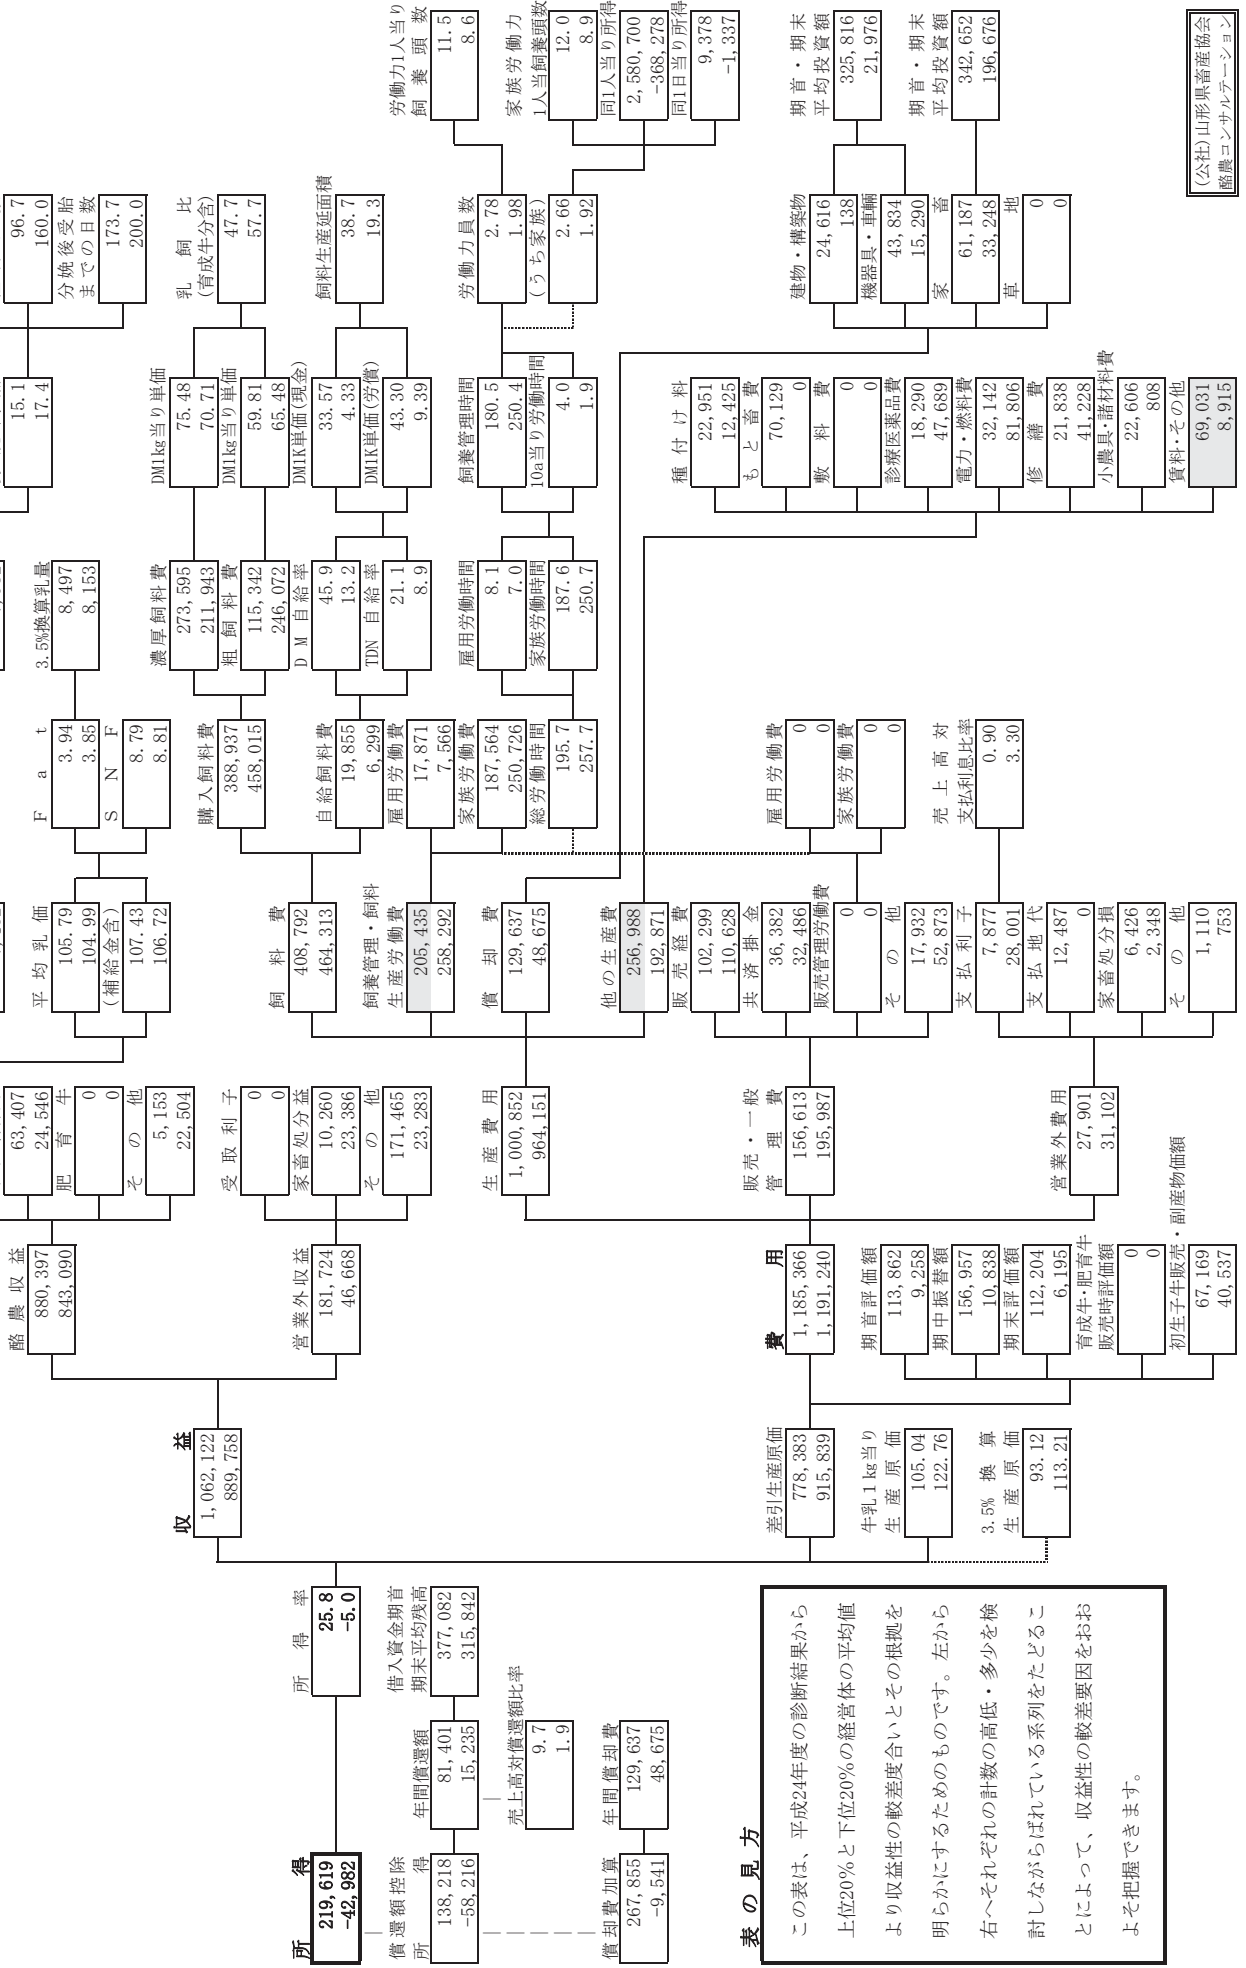 所得
219,619
-42,982
償還額控除
所得
138,218
-58,216
償却費加算
267,855
-9,541
年間償還額
81,401
15,235
売上高対償還額比率
9.7
1.9
年間償却費
129,637
48,675
所得率
25.8
-5.0
借入資金期首
期末平均残高
377,082
315,842
表の見方
この表は、平成24年度の診断結果から
上位20%と下位20%の経営体の平均値
より収益性の較差度合いとその根拠を
明らかにするためのものです。左から
右へそれぞれの計数の高低・多少を検
討しながらばれている系列をたどるこ
とによって、収益性の較差要因をおお
よそ把握できます。
収益
1,062,122
889,758
差引生産原価
778,383
915,839
牛乳1kg当り
生産原価
105.04
122.76
3.5%換算
生産原価
93.12
113.21
酪農収益
880,397
843,090
営業外収益
181,724
46,668
費用
1,185,366
1,191,240
期首評価額
113,862
9,258
期中振替額
156,957
10,838
期末評価額
112,204
6,195
育成牛・肥育牛
販売時評価額
0
0
初生子牛販売・副産物価額
67,169
40,537
63,407
24,546
肥育牛
0
0
その他
5,153
22,504
受取利子
0
0
家畜処分益
10,260
23,386
その他
171,465
23,283
生産費用
1,000,852
964,151
販売・一般
管理費
156,613
195,987
営業外費用
27,901
31,102
平均乳価
105.79
104.99
(補給金含)
107.43
106.72
飼料費
408,792
464,313
飼養管理・飼料
生産労働費
205,435
258,292
償却費
129,637
48,675
他の生産費
256,988
192,871
販売経費
102,299
110,628
共済掛金
36,382
32,486
販売管理労働費
0
0
その他
17,932
52,873
支払利子
7,877
28,001
支払地代
12,487
0
家畜処分損
6,426
2,348
その他
1,110
753
Fat
3.94
3.85
SNF
8.79
8.81
購入飼料費
388,937
458,015
自給飼料費
19,855
6,299
雇用労働費
17,871
7,566
家族労働費
187,564
250,726
総労働時間
195.7
257.7
雇用労働費
0
0
家族労働費
0
0
売上高対
支払利息比率
0.90
3.30
3.5%換算乳量
8,497
8,153
濃厚飼料費
273,595
211,943
粗飼料費
115,342
246,072
DM自給率
45.9
13.2
TDN自給率
21.1
8.9
雇用労働時間
8.1
7.0
家族労働時間
187.6
250.7
15.1
17.4
DM1kg当り単価
75.48
70.71
DM1kg当り単価
59.81
65.48
DM1K単価(現金)
33.57
4.33
DM1K単価(労償)
43.30
9.39
飼養管理時間
180.5
250.4
10a当り労働時間
4.0
1.9
種付け料
22,951
12,425
もと畜費
70,129
0
敷料費
0
0
診療医薬品費
18,290
47,689
電力・燃料費
32,142
81,806
修繕費
21,838
41,228
小農具・諸材料費
22,606
808
賃料・その他
69,031
8,915
96.7
160.0
分娩後受胎
までの日数
173.7
200.0
乳飼比
(育成牛分含)
47.7
57.7
飼料生産延面積
38.7
19.3
労働力員数
2.78
1.98
(うち家族)
2.66
1.92
建物・構築物
24,616
138
機器具・車輛
43,834
15,290
家畜
61,187
33,248
草地
0
0
労働力1人当り
飼養頭数
11.5
8.6
家族労働力
1人当飼養頭数
12.0
8.9
同1人当り所得
2,580,700
-368,278
同1日当り所得
9,378
-1,337
期首・期末
平均投資額
325,816
21,976
期首・期末
平均投資額
342,652
196,676
(公社)山形県畜産協会
酪農コンサルテーション